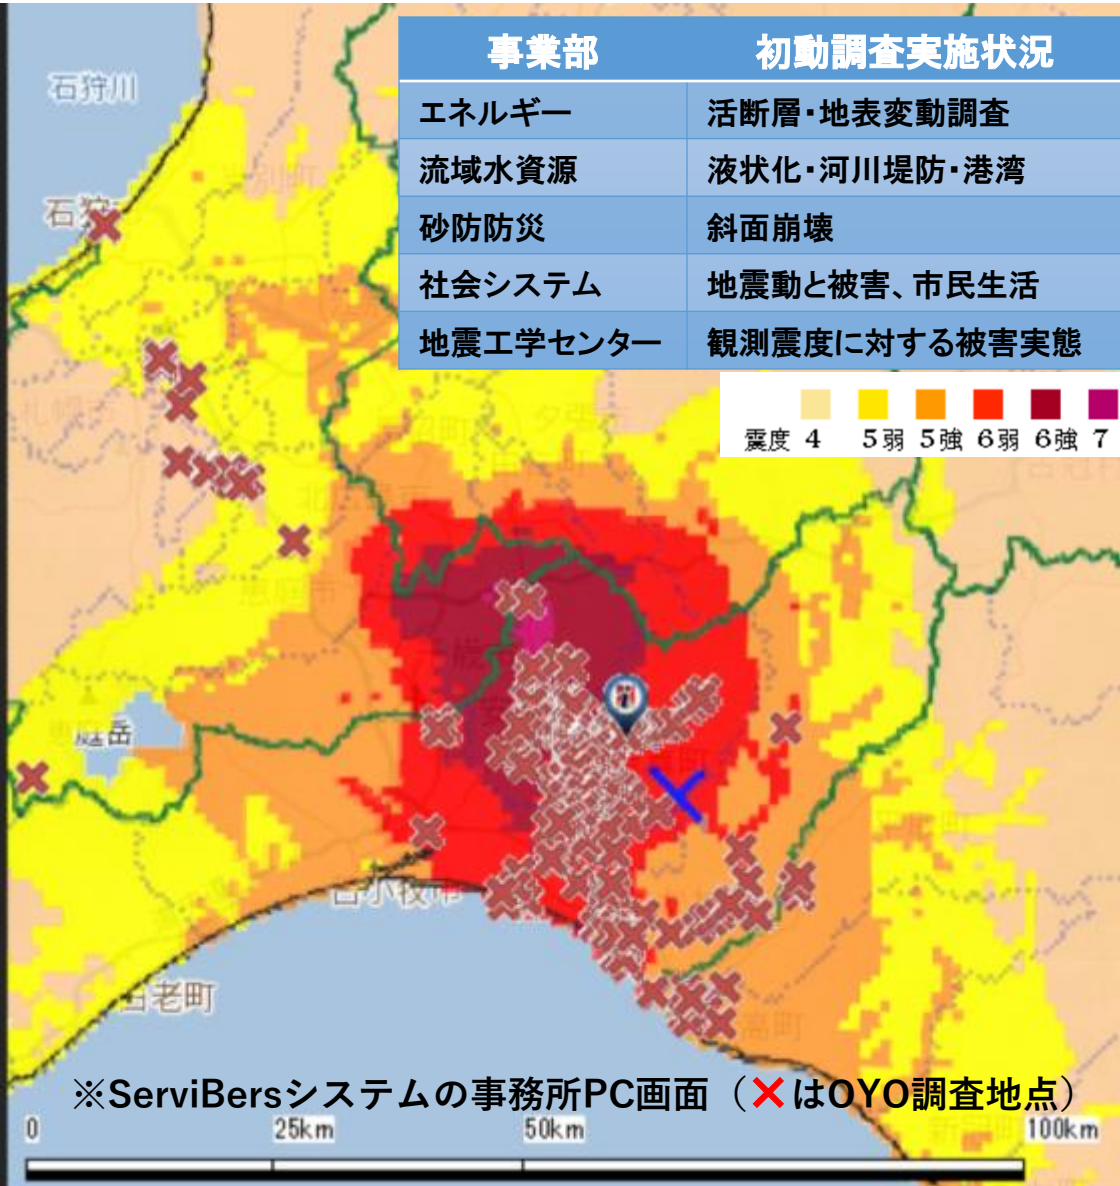 事業部 初動調査実施状況
エネルギー 活断層・地表変動調査
流域水資源 液状化・河川堤防・港湾
砂防防災 斜面崩壊
社会システム 地震動と被害、市民生活
地震工学センター 観測震度に対する被害実態
震度 4 5弱 5強 6弱 6強 7
石狩川
石狩
夕張
恵庭市
恵庭岳
苫小牧市
白老町
高町
※ServiBersシステムの事務所PC画面（×はOYO調査地点）
0 25km 50km 100km